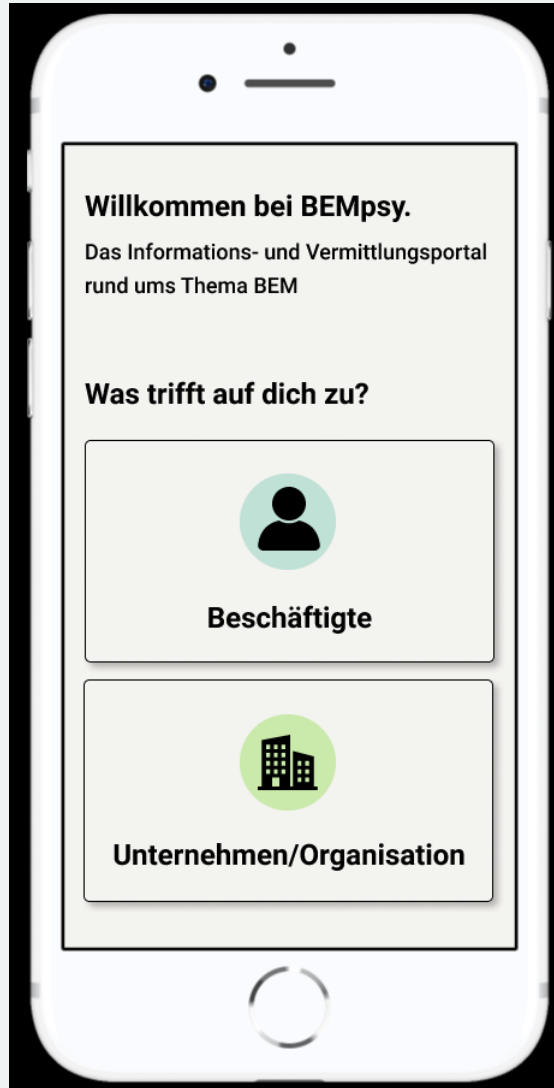 Willkommen bei BEMpsy.
Das Informations- und Vermittlungsportal
rund ums Thema BEM
Was trifft auf dich zu?
Beschäftigte
Unternehmen/Organisation